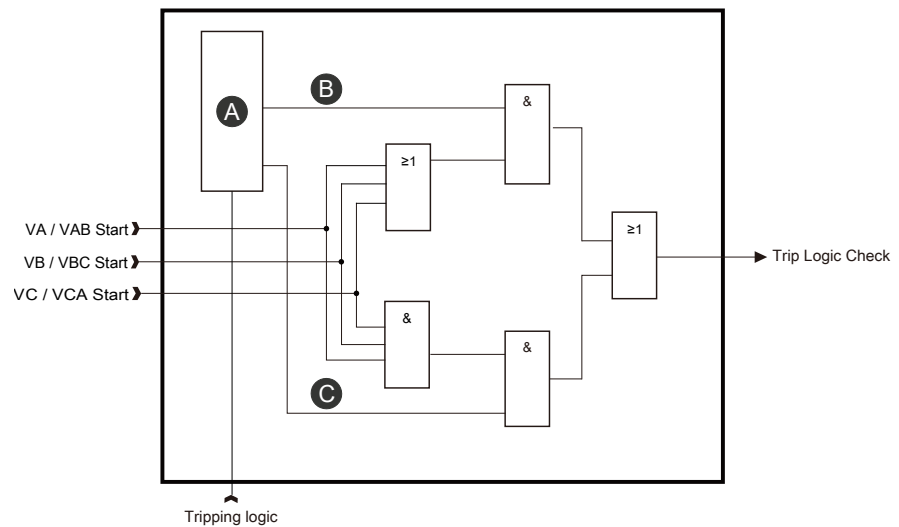 A
B
&
≥1
VA / VAB Start
≥1
VB / VBC Start
Trip Logic Check
VC / VCA Start
&
&
C
Tripping logic